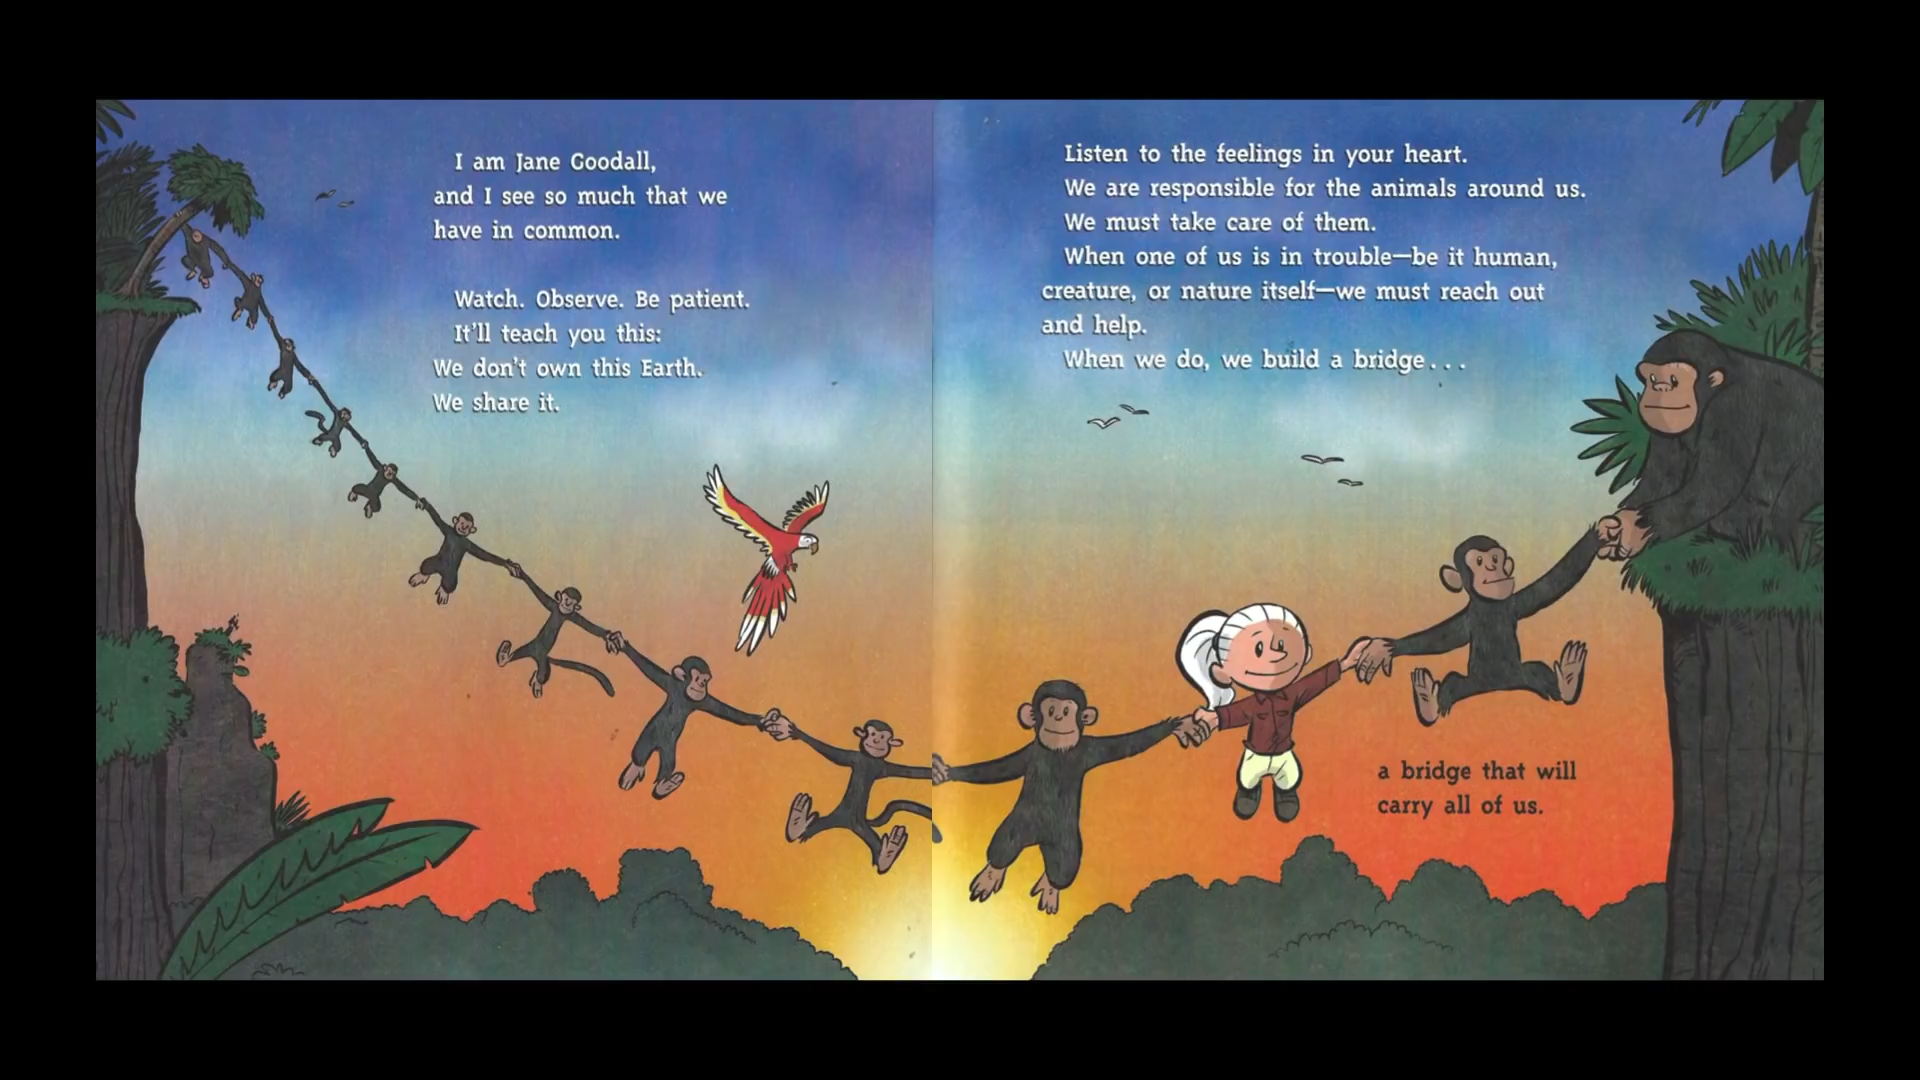 I am Jane Goodall,
and I see so much that we
have in common.
Watch. Observe. Be patient.
It'll teach you this:
We don't own this Earth.
We share it.
Listen to the feelings in your heart.
We are responsible for the animals around us.
We must take care of them.
When one of us is in trouble—be it human,
creature, or nature itself—we must reach out
and help.
When we do, we build a bridge...
a bridge that will
carry all of us.